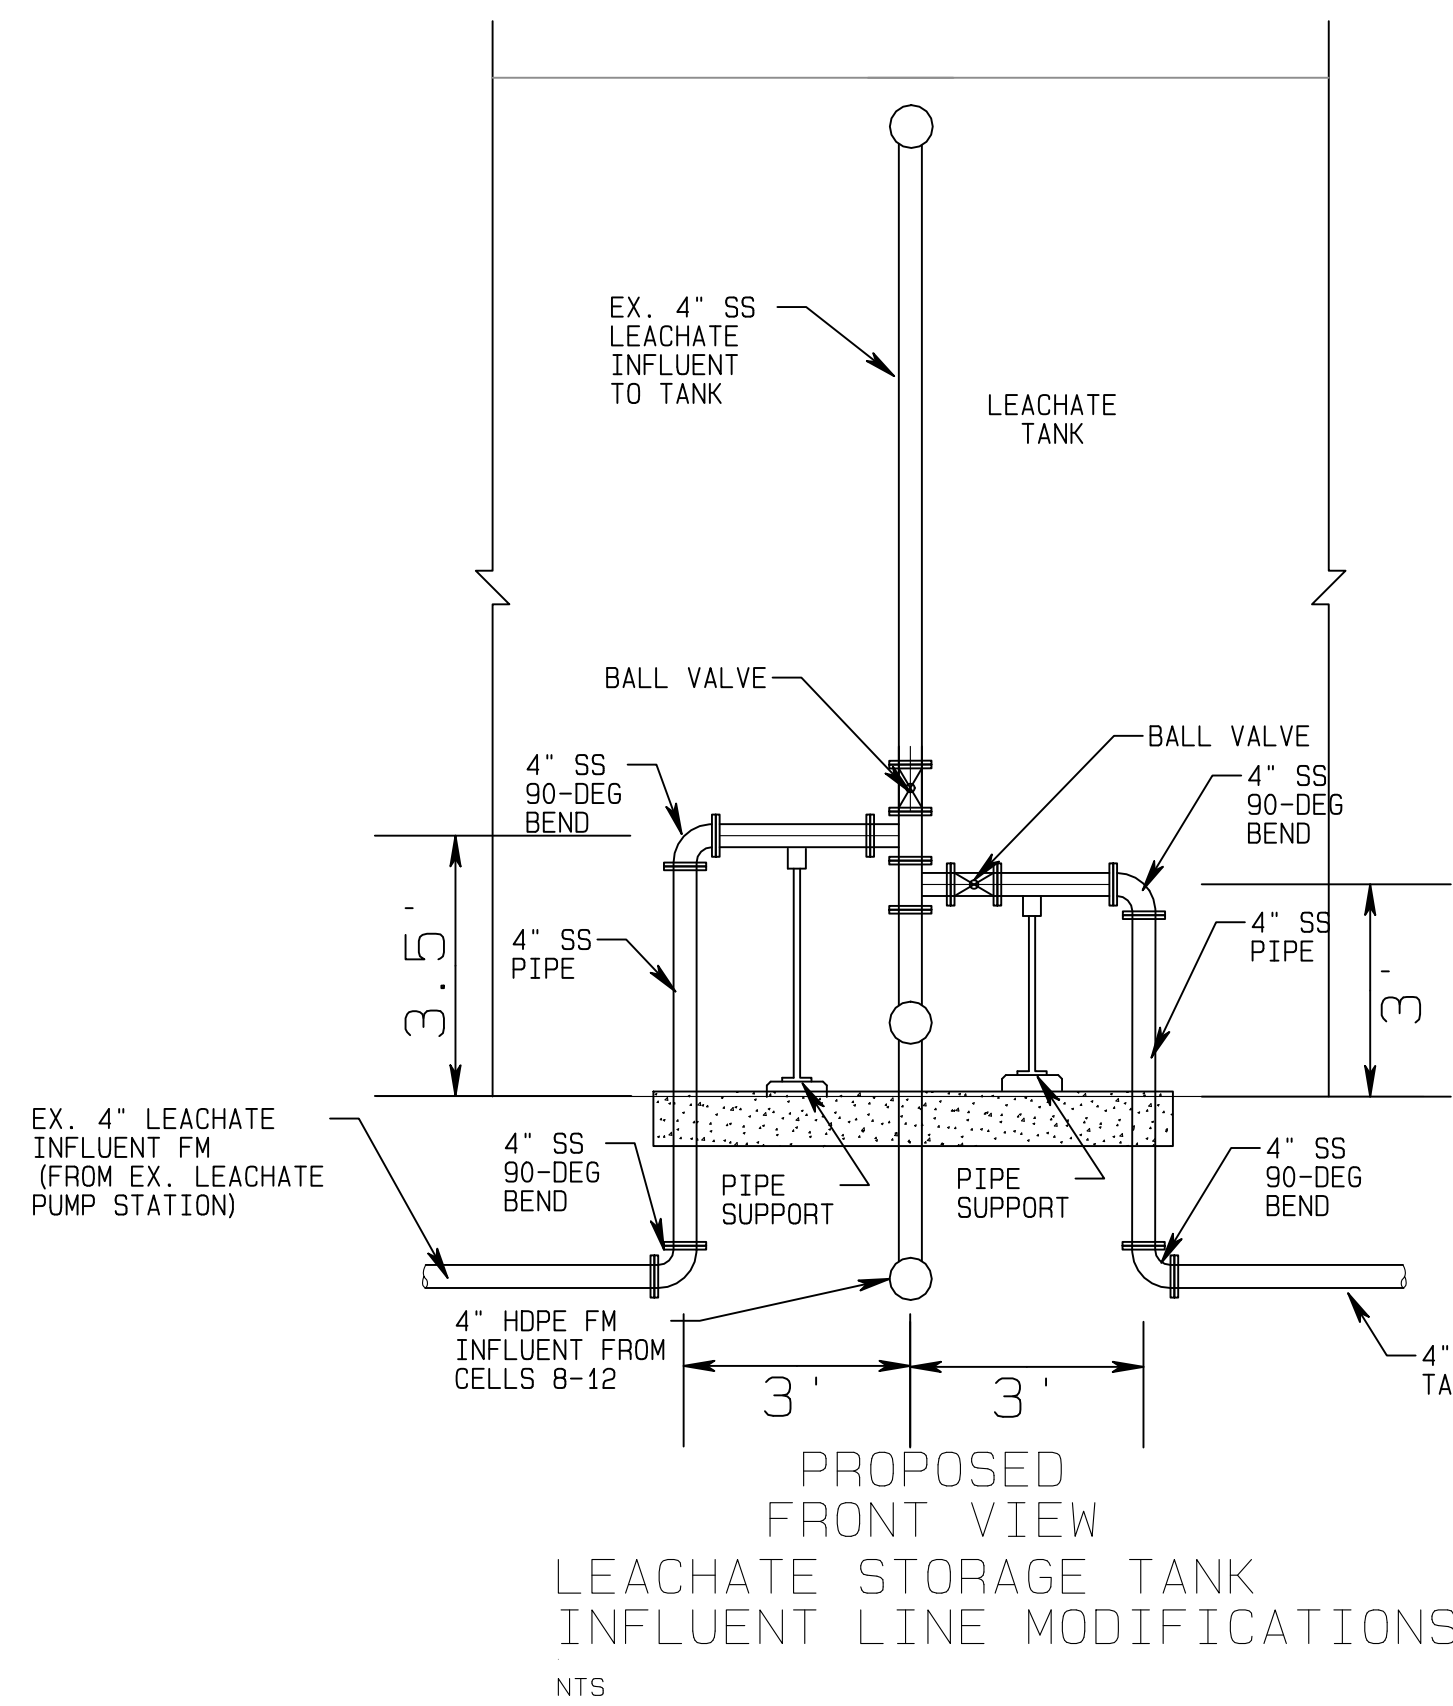 EX. 4" SS
LEACHATE
INFLUENT
TO TANK
LEACHATE
TANK
BALL VALVE
BALL VALVE
4" SS
90-DEG
BEND
4" SS
90-DEG
BEND
3.5'
4" SS
PIPE
4" SS
PIPE
3'
EX. 4" LEACHATE
INFLUENT FM
(FROM EX. LEACHATE
PUMP STATION)
4" SS
90-DEG
BEND
PIPE
SUPPORT
PIPE
SUPPORT
4" SS
90-DEG
BEND
4" HDPE FM
INFLUENT FROM
CELLS 8-12
4"
TA
3'
3'
PROPOSED
FRONT VIEW
LEACHATE STORAGE TANK
INFLUENT LINE MODIFICATIONS
NTS